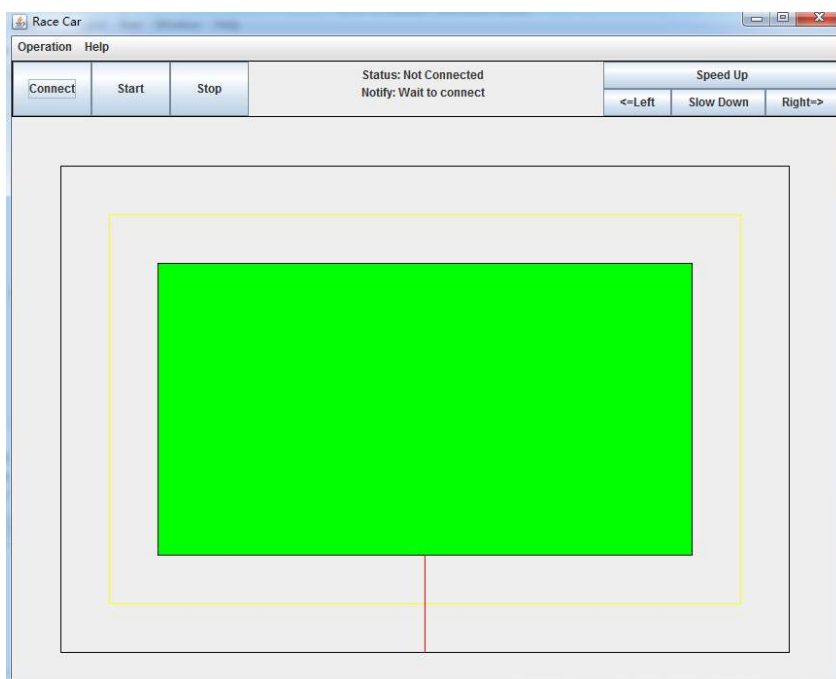 Race Car
Operation Help
Connect
Start
Stop
Status: Not Connected
Notify: Wait to connect
Speed Up
<=Left
Slow Down
Right=>